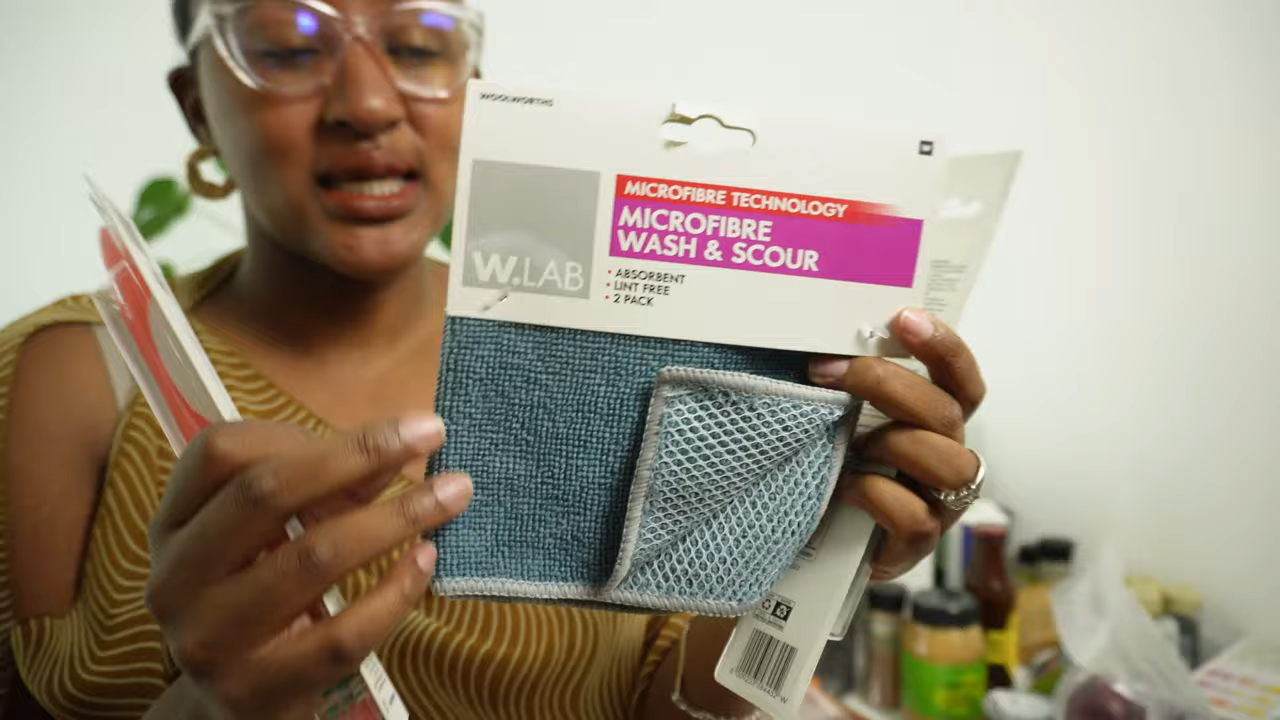 WOOLWORTHS
W
W.LAB
MICROFIBRE TECHNOLOGY
MICROFIBRE
WASH & SCOUR
• ABSORBENT
• LINT FREE
• 2 PACK